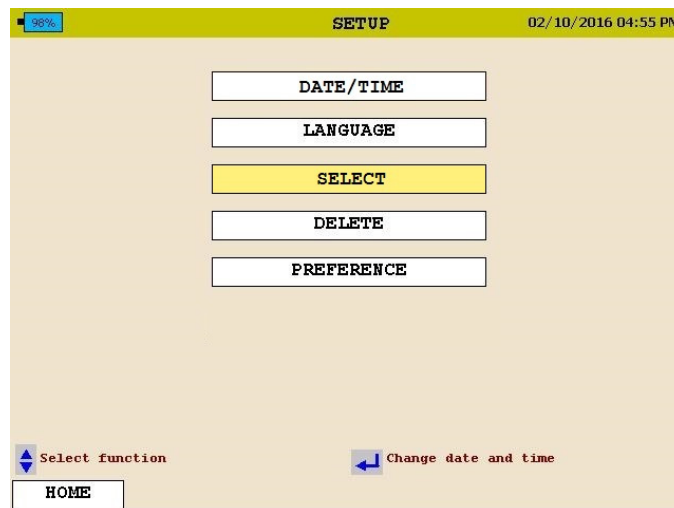 98% SETUP 02/10/2016 04:55 PM
DATE/TIME
LANGUAGE
SELECT
DELETE
PREFERENCE
Select function Change date and time
HOME